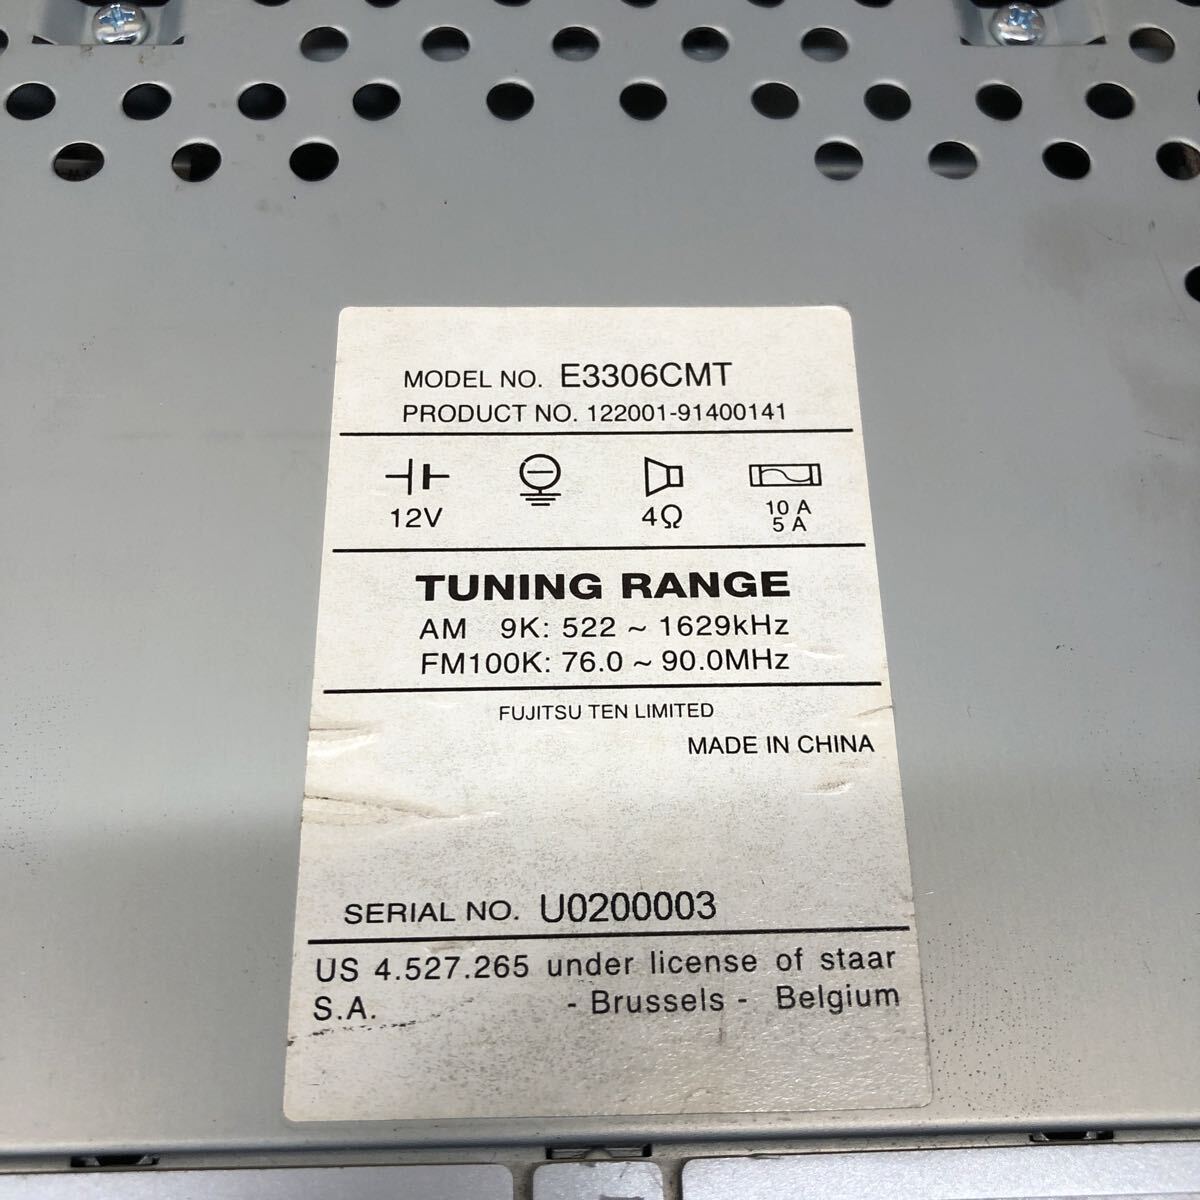 MODEL NO. E3306CMT
PRODUCT NO. 122001-91400141
12V
4Ω
10 A
5 A
TUNING RANGE
AM 9K: 522 ~ 1629kHz
FM100K: 76.0 ~ 90.0MHz
FUJITSU TEN LIMITED
MADE IN CHINA
SERIAL NO. U0200003
US 4.527.265 under license of staar
S.A. - Brussels - Belgium